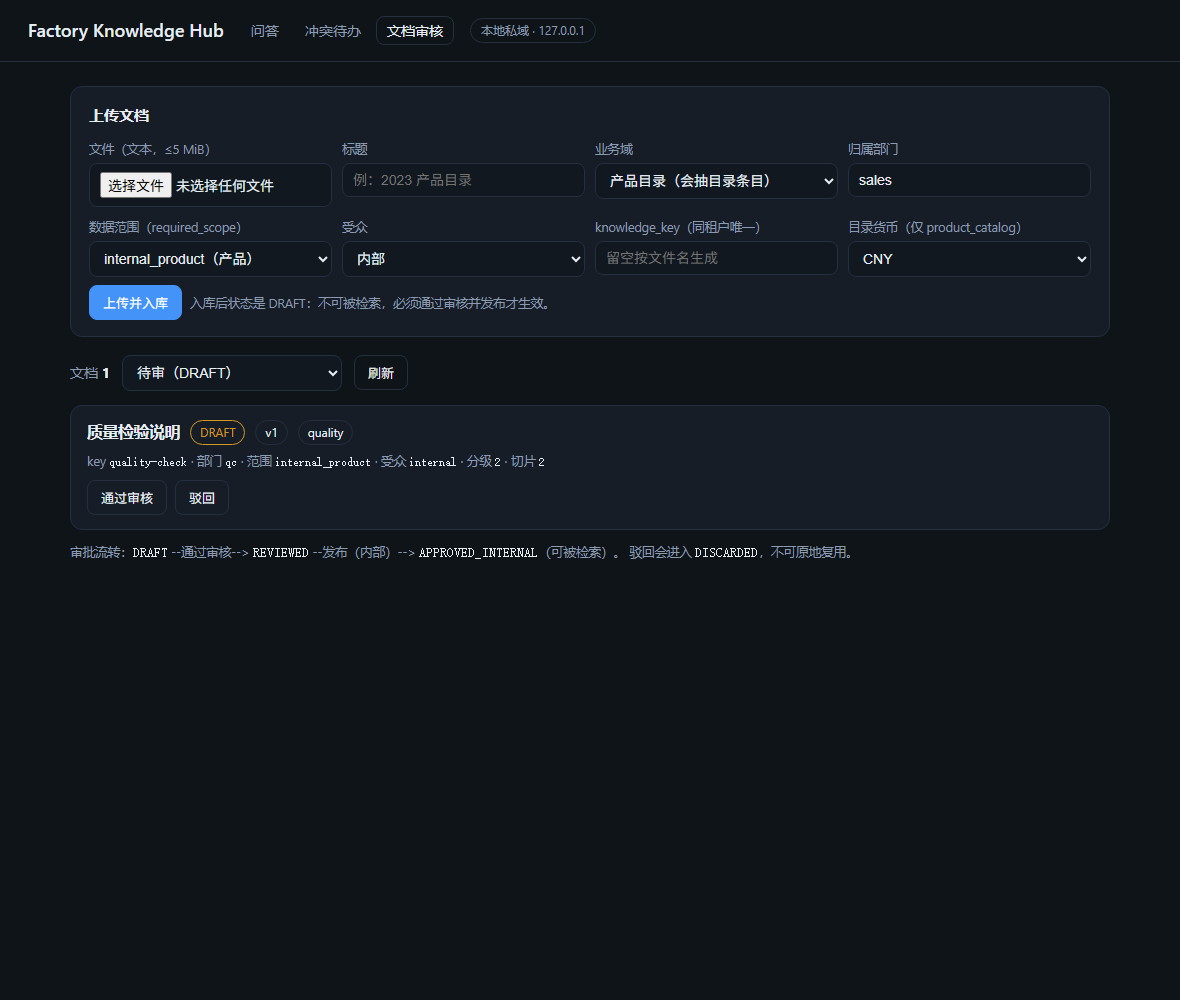 Factory Knowledge Hub 问答 冲突待办 文档审核 本地私域 · 127.0.0.1
上传文档
文件（文本，≤5 MiB） 标题 业务域 归属部门
选择文件 未选择任何文件 例：2023 产品目录 产品目录（会抽目录条目） sales
数据范围（required_scope） 受众 knowledge_key（同租户唯一） 目录货币（仅 product_catalog）
internal_product（产品） 内部 留空按文件名生成 CNY
上传并入库 入库后状态是 DRAFT：不可被检索，必须通过审核并发布才生效。
文档 1 待审（DRAFT） 刷新
质量检验说明 DRAFT v1 quality
key quality-check · 部门 qc · 范围 internal_product · 受众 internal · 分级 2 · 切片 2
通过审核 驳回
审批流转：DRAFT --通过审核--> REVIEWED --发布（内部）--> APPROVED_INTERNAL（可被检索）。 驳回会进入 DISCARDED，不可原地复用。